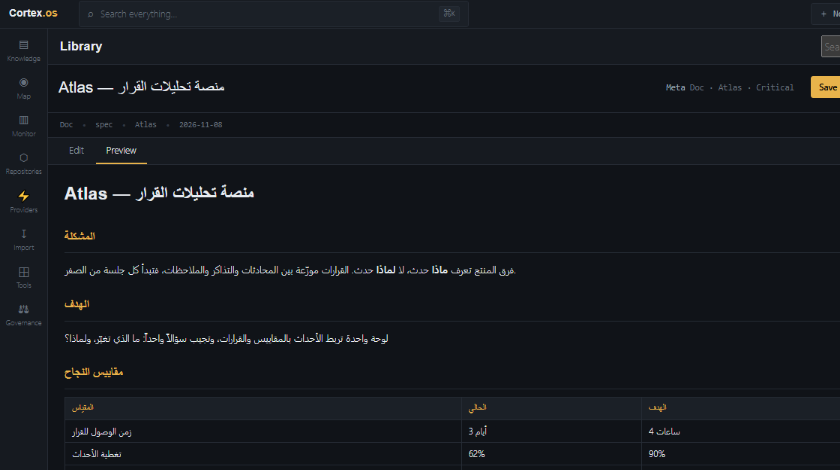 Cortex.os
Search everything...
⌘K
+ Ne
Knowledge
Map
Monitor
Repositories
Providers
Import
Tools
Governance
Library
Sea
Atlas — منصة تحليلات القرار
Meta Doc · Atlas · Critical
Save
Doc · spec · Atlas · 2026-11-08
Edit Preview
Atlas — منصة تحليلات القرار
المشكلة
فرق المنتج تعرف ماذا حدث، لا لماذا حدث. القرارات موزّعة بين المحادثات والتذاكر والملاحظات، فتبدأ كل جلسة من الصفر.
الهدف
لوحة واحدة تربط الأحداث بالمقاييس والقرارات، وتجيب سؤالاً واحداً: ما الذي تغيّر، ولماذا؟
مقاييس النجاح
المقياس الحالي الهدف
زمن الوصول للقرار 3 أيام 4 ساعات
تغطية الأحداث 62% 90%